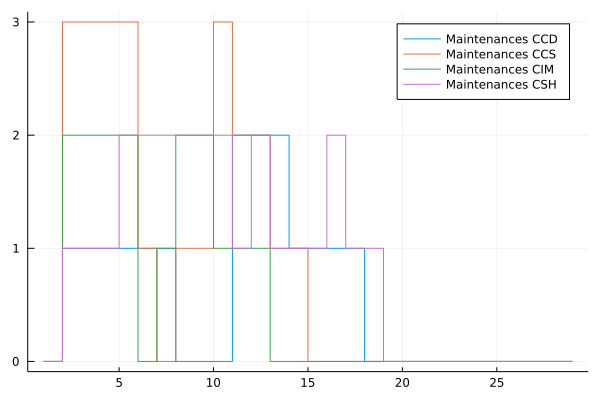 3
Maintenances CCD
Maintenances CCS
Maintenances CIM
Maintenances CSH
2
1
0
5 10 15 20 25